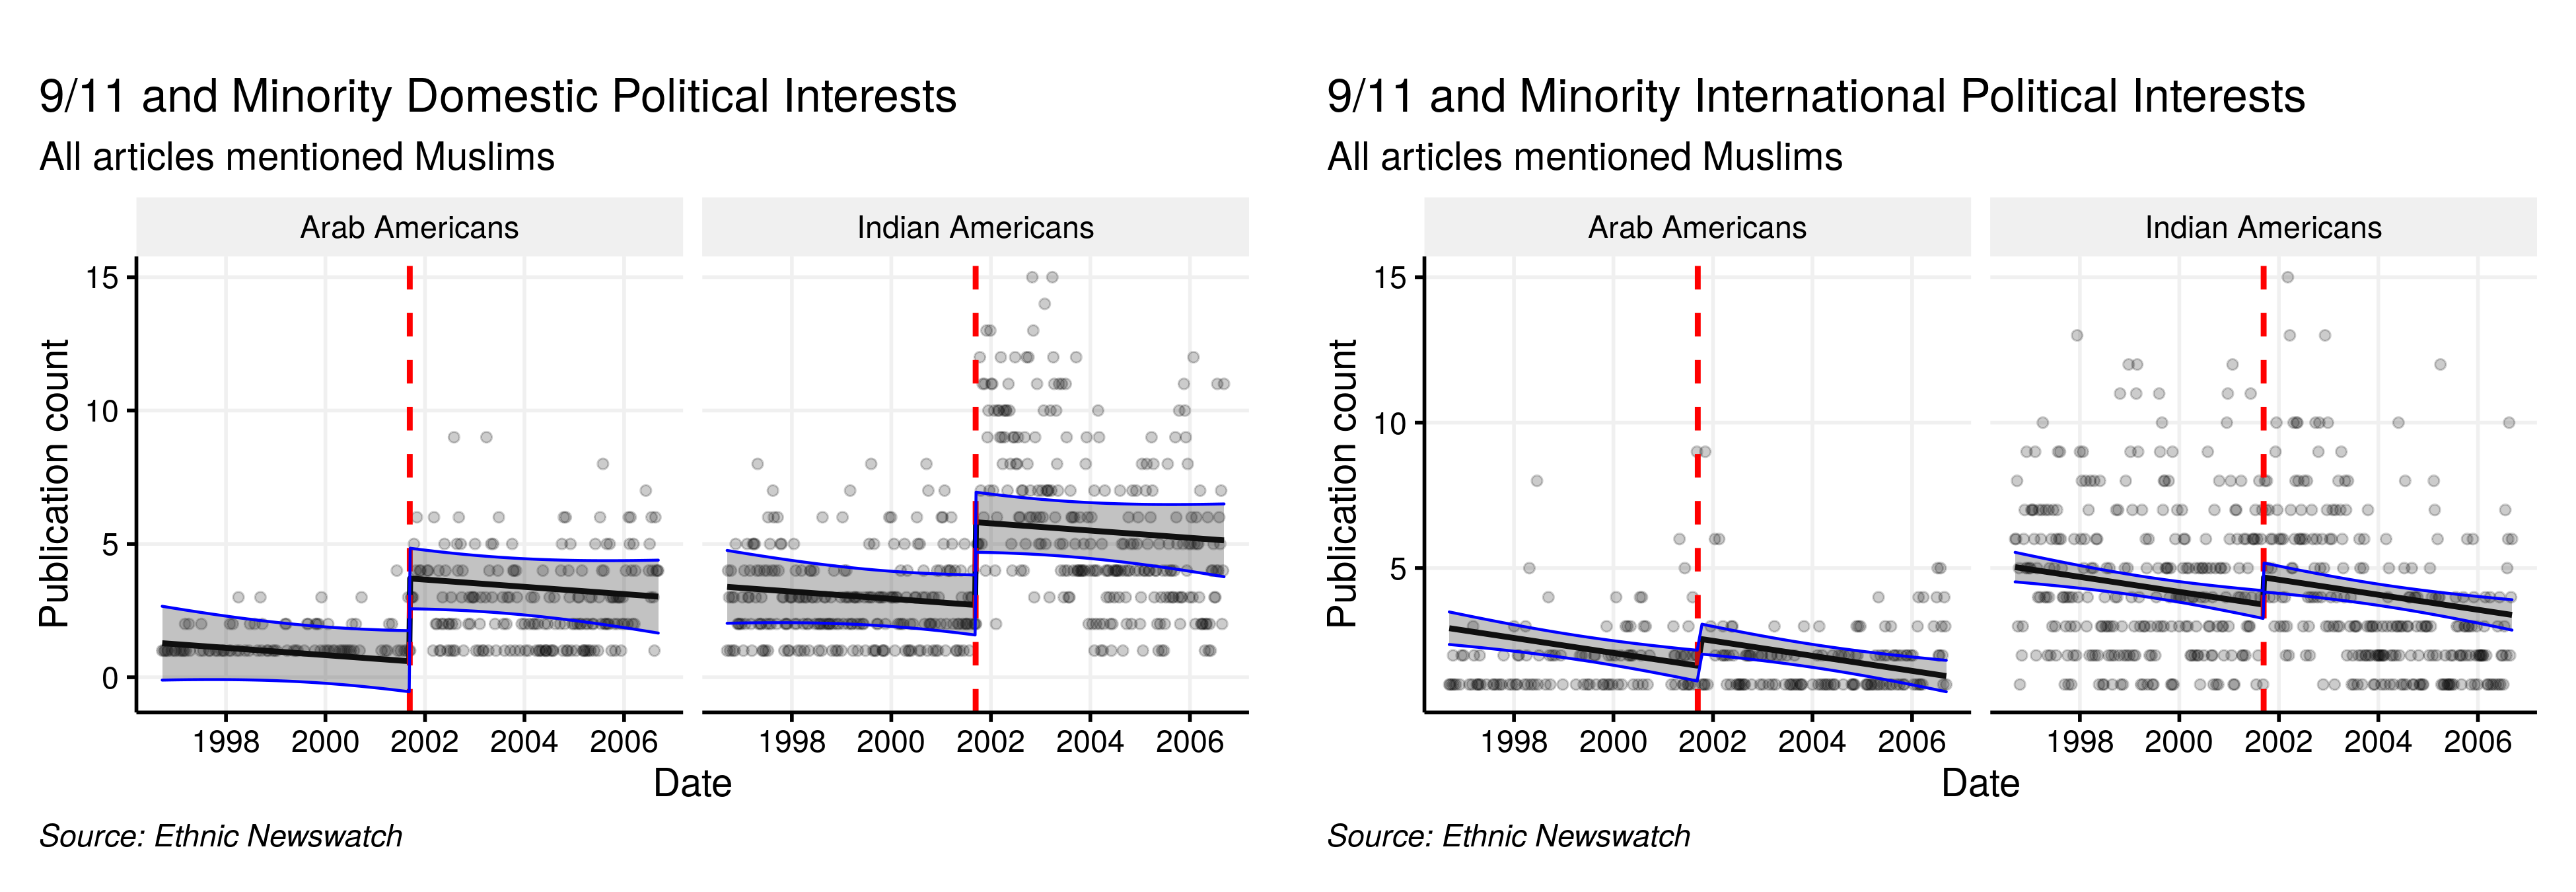 9/11 and Minority Domestic Political Interests
All articles mentioned Muslims
Arab Americans
Indian Americans
Publication count
15
10
5
0
1998 2000 2002 2004 2006
1998 2000 2002 2004 2006
Date
Source: Ethnic Newswatch
9/11 and Minority International Political Interests
All articles mentioned Muslims
Arab Americans
Indian Americans
Publication count
15
10
5
1998 2000 2002 2004 2006
1998 2000 2002 2004 2006
Date
Source: Ethnic Newswatch